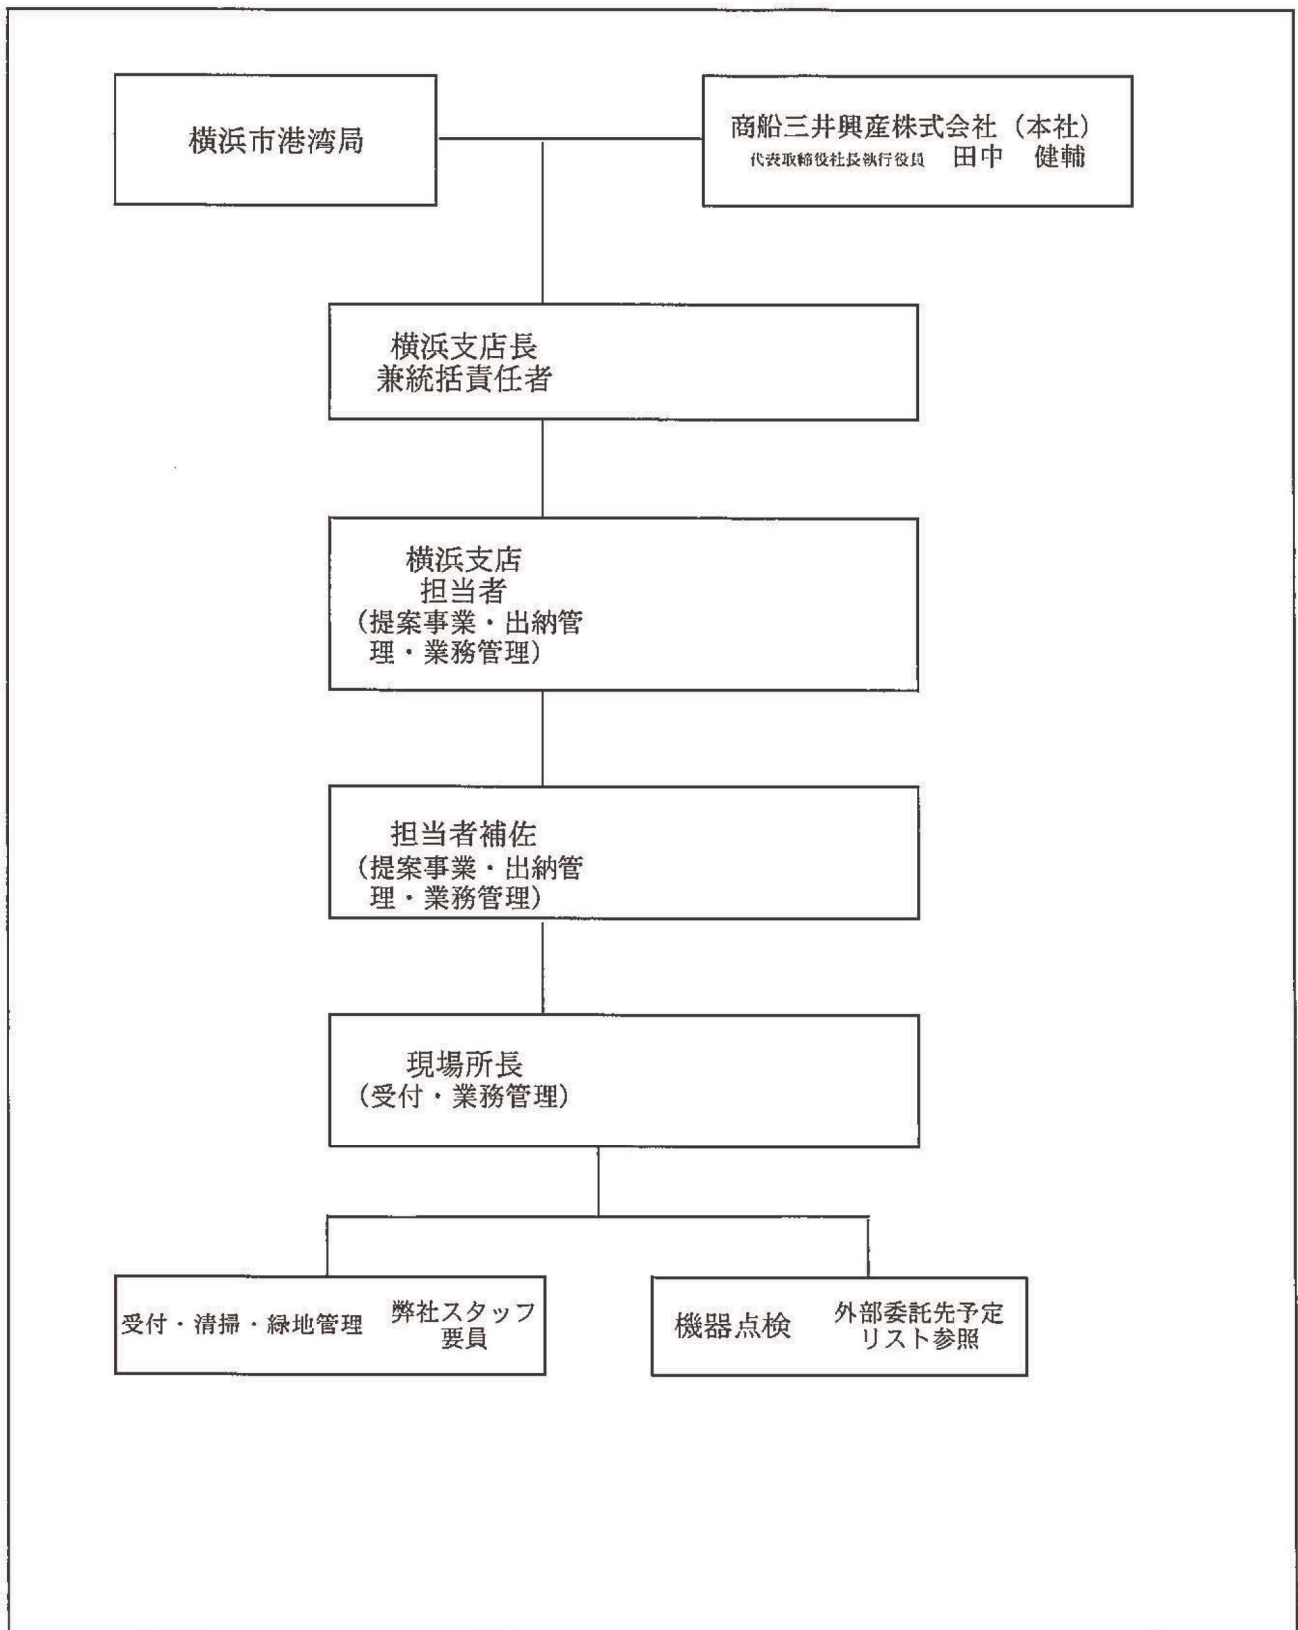 横浜市港湾局
商船三井興産株式会社（本社）
代表取締役社長執行役員　田中　健輔
横浜支店長
兼統括責任者
横浜支店
担当者
（提案事業・出納管
理・業務管理）
担当者補佐
（提案事業・出納管
理・業務管理）
現場所長
（受付・業務管理）
受付・清掃・緑地管理
弊社スタッフ
要員
機器点検
外部委託先予定
リスト参照